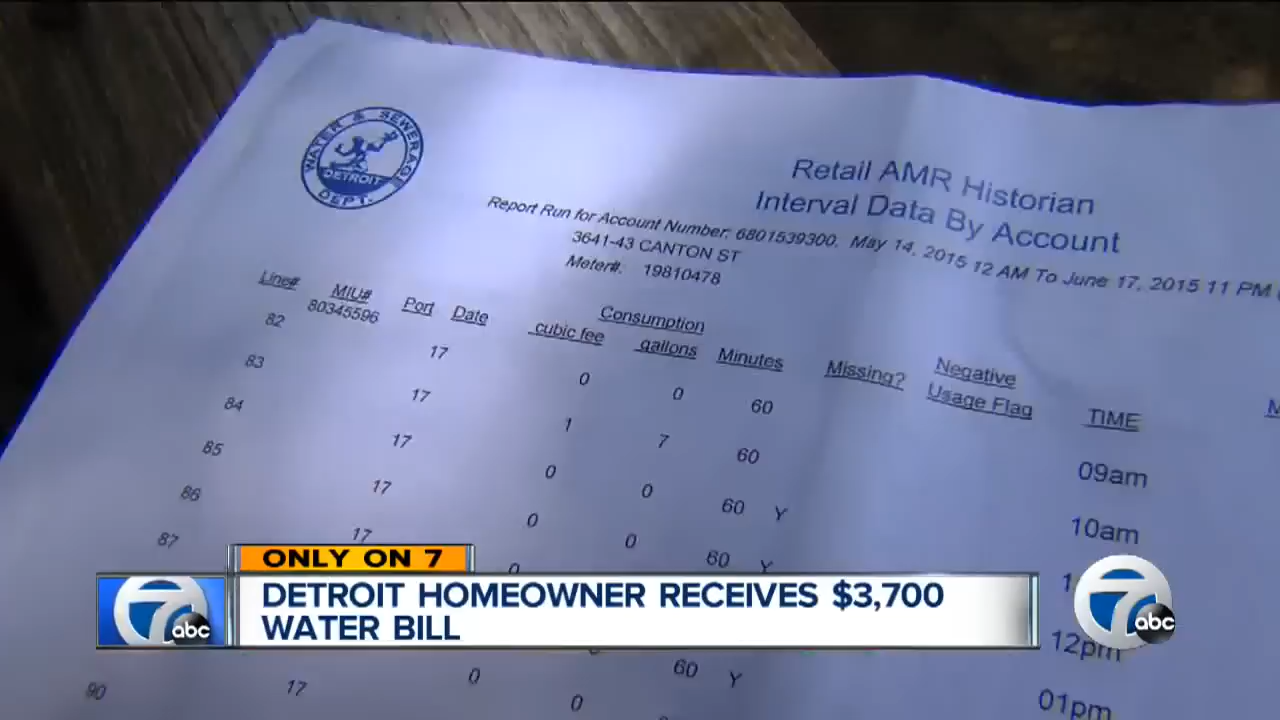 WATER & SEWERAGE
DETROIT
DEPT.
Retail AMR Historian
Interval Data By Account
Report Run for Account Number: 6801539300. May 14, 2015 12 AM To June 17, 2015 11 PM
3641-43 CANTON ST
Meter#: 19810478
Line# MIU# Port Date Consumption Minutes Missing? Negative TIME
80345596 cubic fee gallons Usage Flag
82 17 0 0 60 09am
83 17 1 7 60 10am
84 17 0 0 60 Y
85 17 0 0 60 Y 12pm
86 17 0 01pm
87
60 Y
90 17 0 0
ONLY ON 7
DETROIT HOMEOWNER RECEIVES $3,700
WATER BILL
7 abc
7 abc